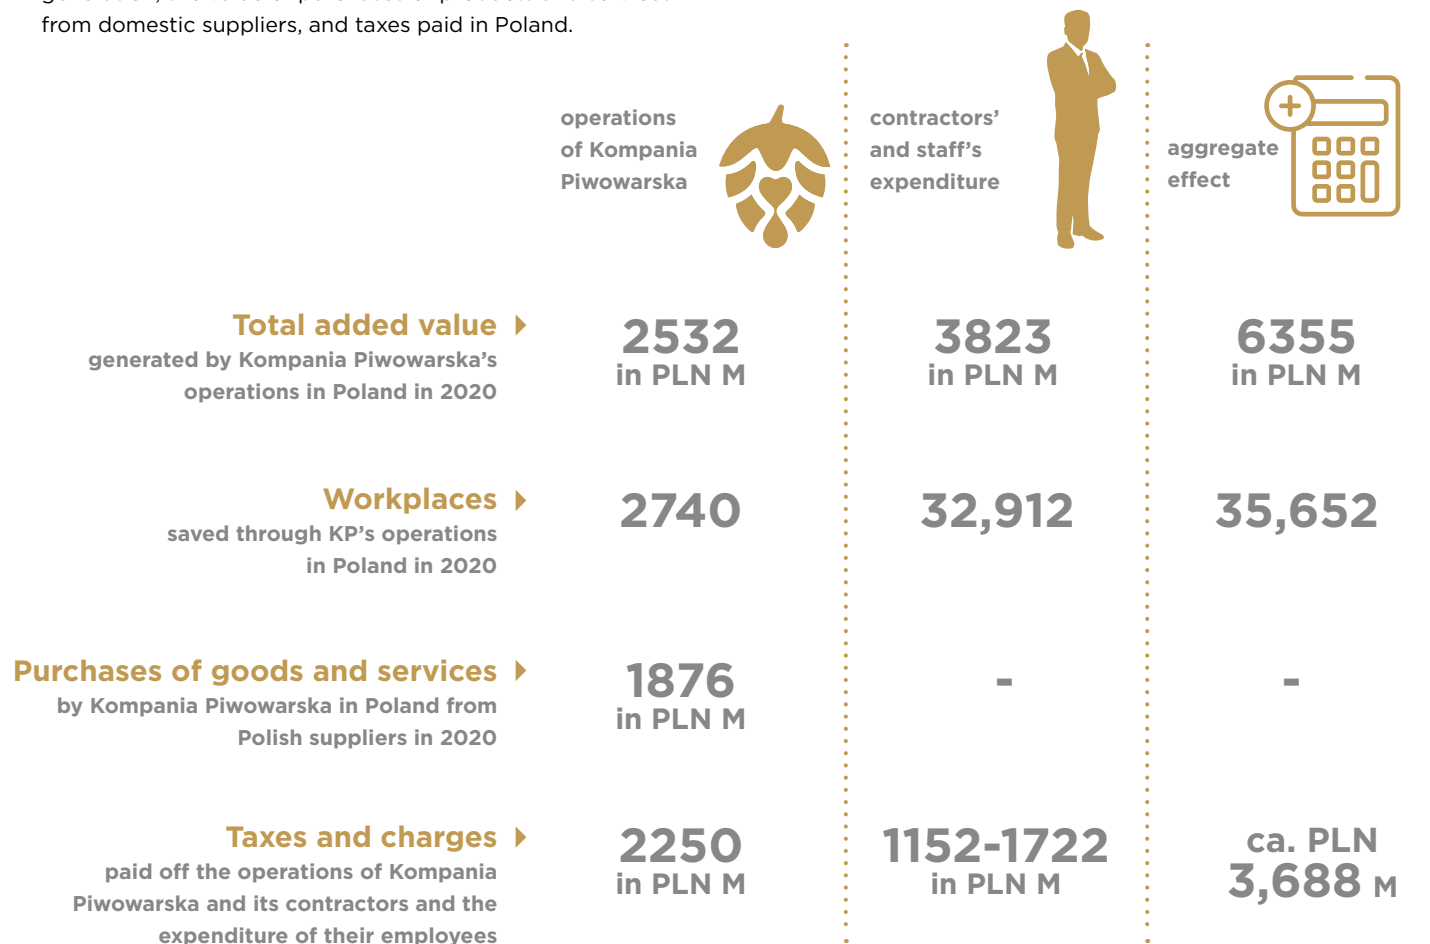 from domestic suppliers, and taxes paid in Poland.
operations
of Kompania
Piwowarska
contractors’
and staff’s
expenditure
aggregate
effect
Total added value
generated by Kompania Piwowarska’s
operations in Poland in 2020
2532
in PLN M
3823
in PLN M
6355
in PLN M
Workplaces
saved through KP’s operations
in Poland in 2020
2740
32,912
35,652
Purchases of goods and services
by Kompania Piwowarska in Poland from
Polish suppliers in 2020
1876
in PLN M
-
-
Taxes and charges
paid off the operations of Kompania
Piwowarska and its contractors and the
expenditure of their employees
2250
in PLN M
1152-1722
in PLN M
ca. PLN
3,688 M